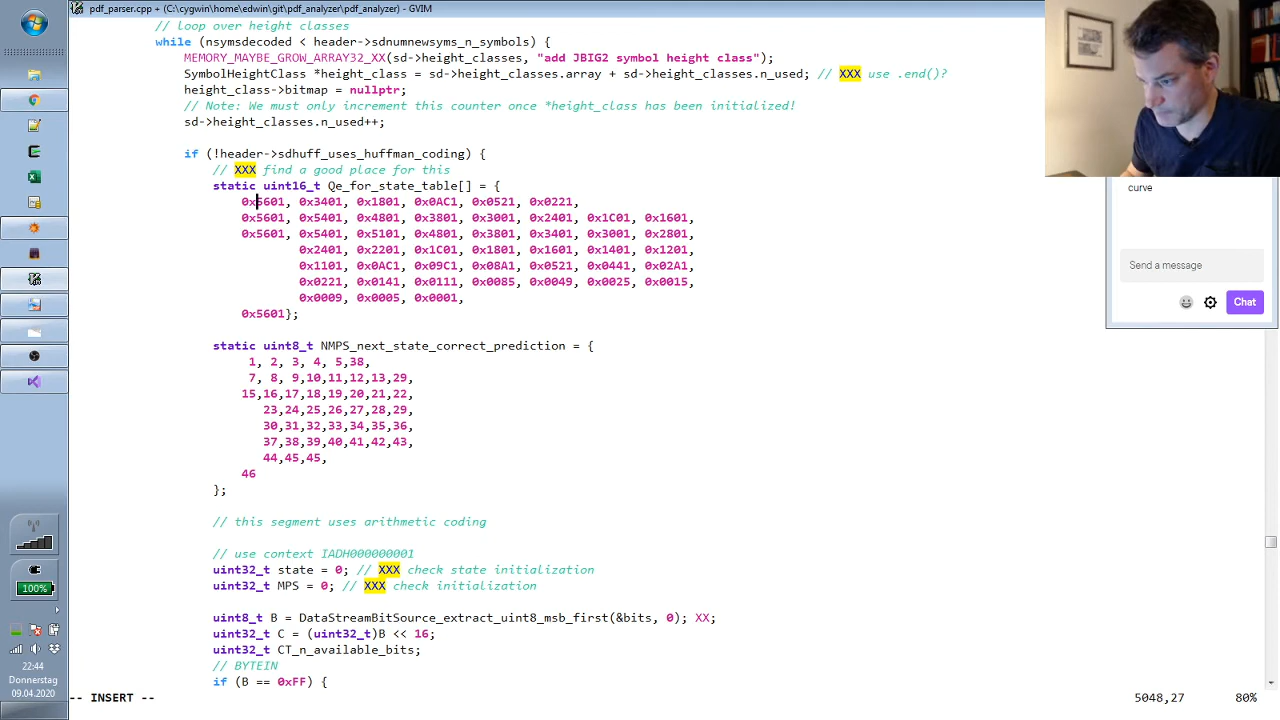 pdf_parser.cpp + (C:\cygwin\home\edwin\git\pdf_analyzer\pdf_analyzer) - GVIM
// loop over height classes
while (nsymsdecoded < header->sdnumnewsyms_n_symbols) {
MEMORY_MAYBE_GROW_ARRAY32_XX(sd->height_classes, "add JBIG2 symbol height class");
SymbolHeightClass *height_class = sd->height_classes.array + sd->height_classes.n_used; // XXX use .end()?
height_class->bitmap = nullptr;
// Note: We must only increment this counter once *height_class has been initialized!
sd->height_classes.n_used++;
if (!header->sdhuff_uses_huffman_coding) {
// XXX find a good place for this
static uint16_t Qe_for_state_table[] = {
0x5601, 0x3401, 0x1801, 0x0AC1, 0x0521, 0x0221,
0x5601, 0x5401, 0x4801, 0x3801, 0x3001, 0x2401, 0x1C01, 0x1601,
0x5601, 0x5401, 0x5101, 0x4801, 0x3801, 0x3401, 0x3001, 0x2801,
0x2401, 0x2201, 0x1C01, 0x1801, 0x1601, 0x1401, 0x1201,
0x1101, 0x0AC1, 0x09C1, 0x08A1, 0x0521, 0x0441, 0x02A1,
0x0221, 0x0141, 0x0111, 0x0085, 0x0049, 0x0025, 0x0015,
0x0009, 0x0005, 0x0001,
0x5601};
static uint8_t NMPS_next_state_correct_prediction = {
1, 2, 3, 4, 5,38,
7, 8, 9,10,11,12,13,29,
15,16,17,18,19,20,21,22,
23,24,25,26,27,28,29,
30,31,32,33,34,35,36,
37,38,39,40,41,42,43,
44,45,45,
46
};
// this segment uses arithmetic coding
// use context IADH000000001
uint32_t state = 0; // XXX check state initialization
uint32_t MPS = 0; // XXX check initialization
uint8_t B = DataStreamBitSource_extract_uint8_msb_first(&bits, 0); XX;
uint32_t C = (uint32_t)B << 16;
uint32_t CT_n_available_bits;
// BYTEIN
if (B == 0xFF) {
-- INSERT --
5048,27
80%
curve
Send a message
Chat
100%
22:44
Donnerstag
09.04.2020